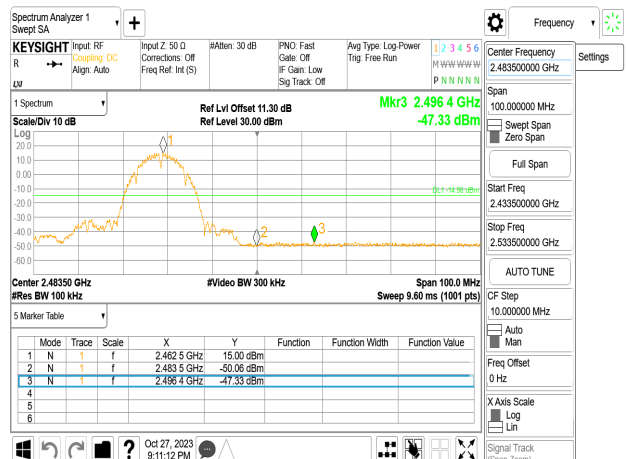 Spectrum Analyzer 1
Swept SA
Frequency
KEYSIGHT
R
LXI
Input: RF
Coupling: DC
Align: Auto
Input Z: 50 Ω
Corrections: Off
Freq Ref: Int (S)
#Atten: 30 dB
PNO: Fast
Gate: Off
IF Gain: Low
Sig Track: Off
Avg Type: Log-Power
Trig: Free Run
1 2 3 4 5 6
M W W W W W
P N N N N N
Center Frequency
2.483500000 GHz
Settings
Span
100.000000 MHz
Swept Span
Zero Span
Full Span
Start Freq
2.433500000 GHz
Stop Freq
2.533500000 GHz
AUTO TUNE
CF Step
10.000000 MHz
Auto
Man
Freq Offset
0 Hz
X Axis Scale
Log
Lin
Signal Track
(Span Zoom)
1 Spectrum
Scale/Div 10 dB
Ref Lvl Offset 11.30 dB
Ref Level 30.00 dBm
Mkr3 2.496 4 GHz
-47.33 dBm
Log
20.0
10.0
0.00
-10.0
-20.0
-30.0
-40.0
-50.0
-60.0
1
2
3
DL1 -14.96 dBm
Center 2.48350 GHz
#Res BW 100 kHz
#Video BW 300 kHz
Span 100.0 MHz
Sweep 9.60 ms (1001 pts)
5 Marker Table
Mode Trace Scale X Y Function Function Width Function Value
1 N 1 f 2.462 5 GHz 15.00 dBm
2 N 1 f 2.483 5 GHz -50.06 dBm
3 N 1 f 2.496 4 GHz -47.33 dBm
4
5
6
?
Oct 27, 2023
9:11:12 PM